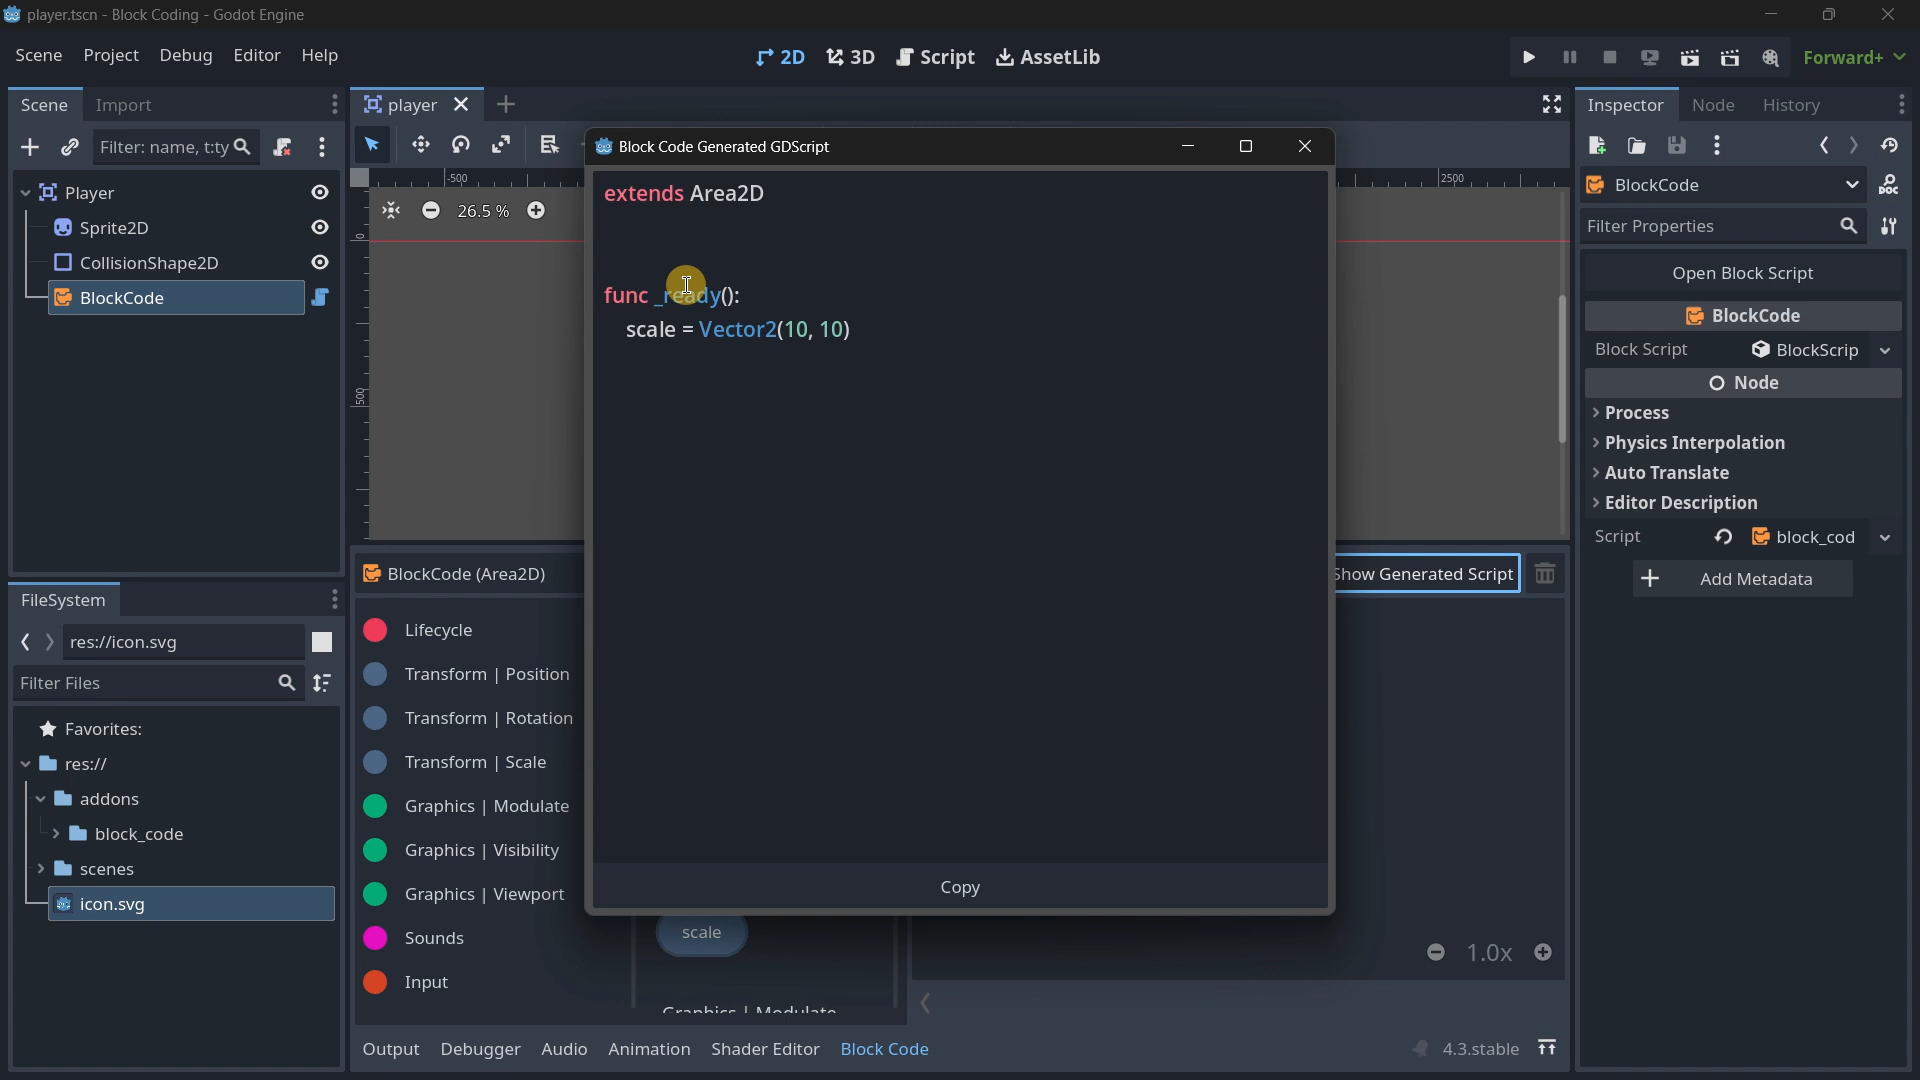 player.tscn - Block Coding - Godot Engine
Scene Project Debug Editor Help
2D 3D Script AssetLib
Forward+
Scene Import
Filter: name, t:ty
Player
Sprite2D
CollisionShape2D
BlockCode
FileSystem
res://icon.svg
Filter Files
Favorites:
res://
addons
block_code
scenes
icon.svg
player
-500
2500
0
500
26.5 %
Block Code Generated GDScript
extends Area2D
func _ready():
scale = Vector2(10, 10)
Copy
BlockCode (Area2D)
Show Generated Script
Lifecycle
Transform | Position
Transform | Rotation
Transform | Scale
Graphics | Modulate
Graphics | Visibility
Graphics | Viewport
Sounds
Input
scale
Graphics | Modulate
1.0x
Output Debugger Audio Animation Shader Editor Block Code
4.3.stable
Inspector Node History
BlockCode
Filter Properties
Open Block Script
BlockCode
Block Script BlockScrip
Node
Process
Physics Interpolation
Auto Translate
Editor Description
Script block_cod
Add Metadata